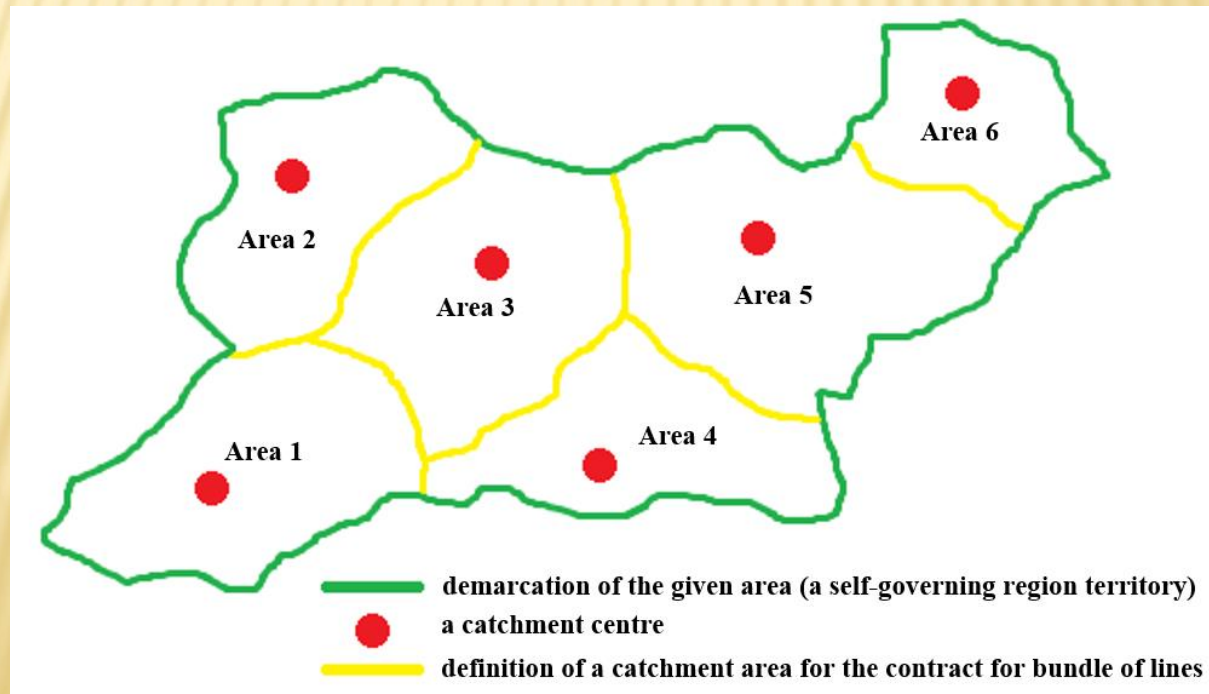 Area 6
Area 2
Area 3
Area 5
Area 4
Area 1
demarcation of the given area (a self-governing region territory)
a catchment centre
definition of a catchment area for the contract for bundle of lines